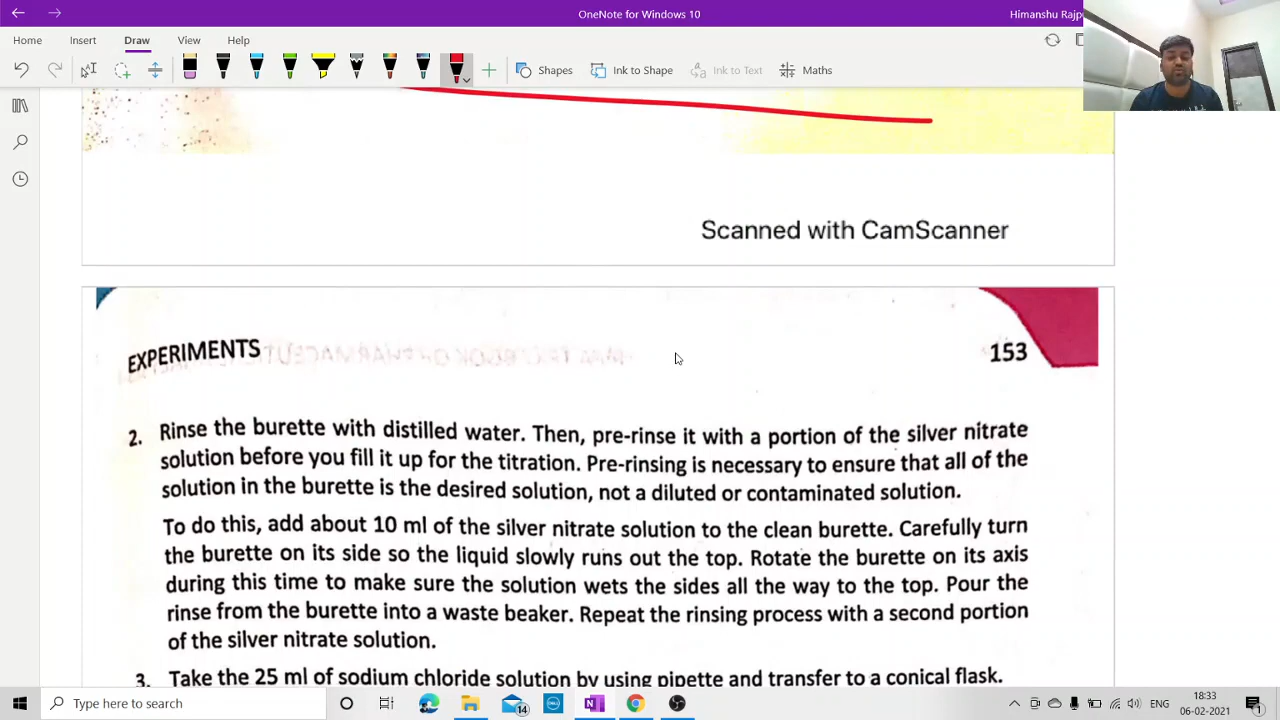 OneNote for Windows 10
Himanshu Rajp
Home Insert Draw View Help
Shapes Ink to Shape Ink to Text Maths
Scanned with CamScanner
EXPERIMENTS
153
2. Rinse the burette with distilled water. Then, pre-rinse it with a portion of the silver nitrate
solution before you fill it up for the titration. Pre-rinsing is necessary to ensure that all of the
solution in the burette is the desired solution, not a diluted or contaminated solution.
To do this, add about 10 ml of the silver nitrate solution to the clean burette. Carefully turn
the burette on its side so the liquid slowly runs out the top. Rotate the burette on its axis
during this time to make sure the solution wets the sides all the way to the top. Pour the
rinse from the burette into a waste beaker. Repeat the rinsing process with a second portion
of the silver nitrate solution.
3. Take the 25 ml of sodium chloride solution by using pipette and transfer to a conical flask.
Type here to search
14
DELL
18:33
06-02-2021
1